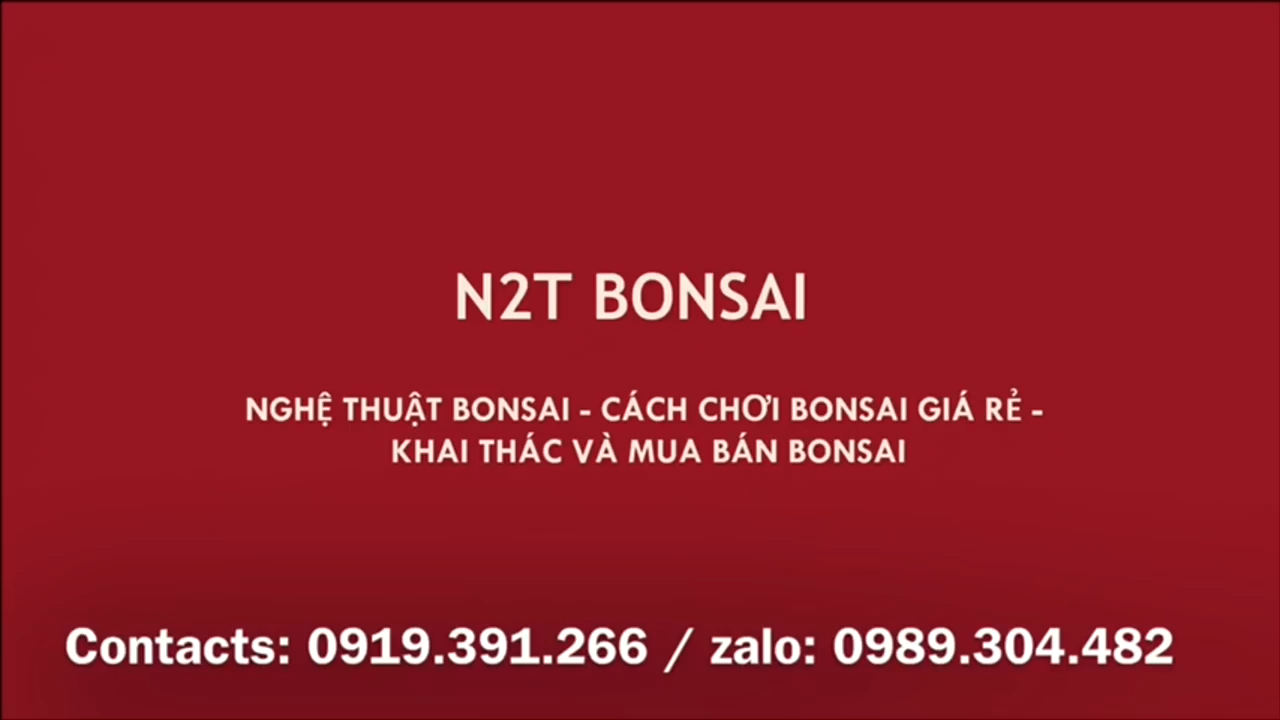 N2T BONSAI
NGHỆ THUẬT BONSAI - CÁCH CHƠI BONSAI GIÁ RẺ -
KHAI THÁC VÀ MUA BÁN BONSAI
Contacts: 0919.391.266 / zalo: 0989.304.482